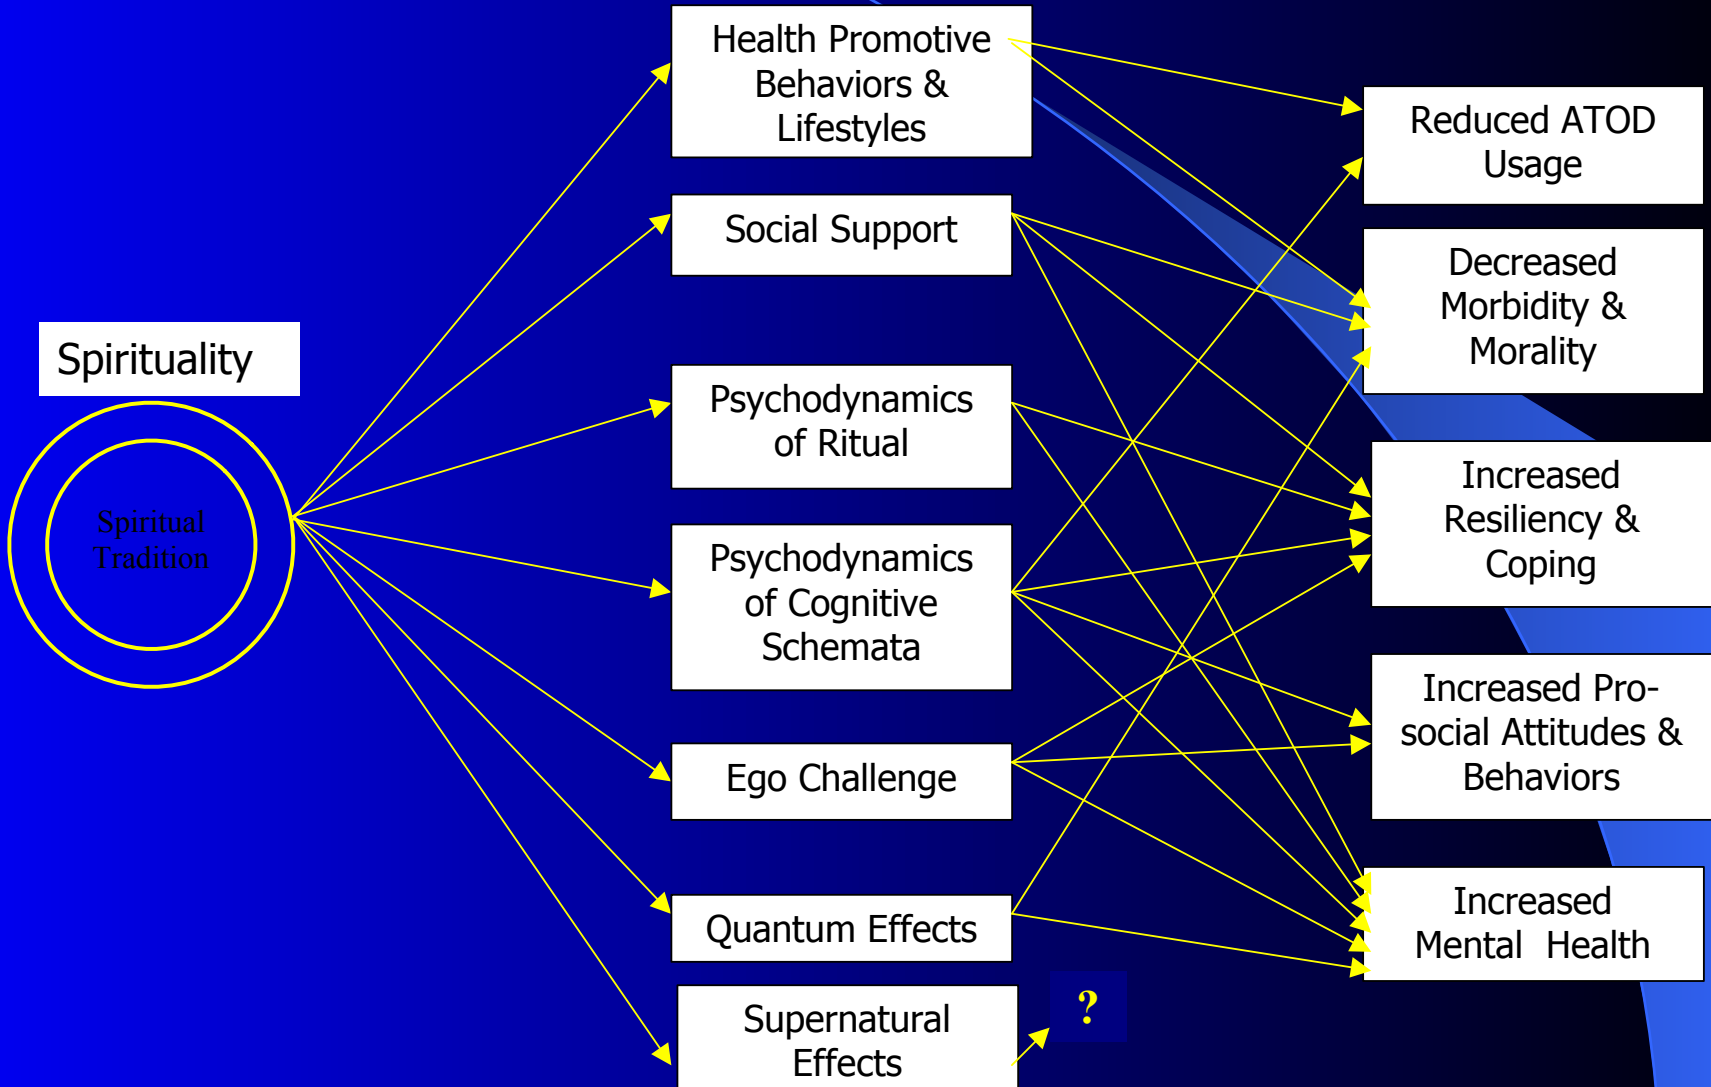 Spirituality
Spiritual
Tradition
Health Promotive
Behaviors &
Lifestyles
Social Support
Psychodynamics
of Ritual
Psychodynamics
of Cognitive
Schemata
Ego Challenge
Quantum Effects
Supernatural
Effects
?
Reduced ATOD
Usage
Decreased
Morbidity &
Morality
Increased
Resiliency &
Coping
Increased Pro-
social Attitudes &
Behaviors
Increased
Mental Health